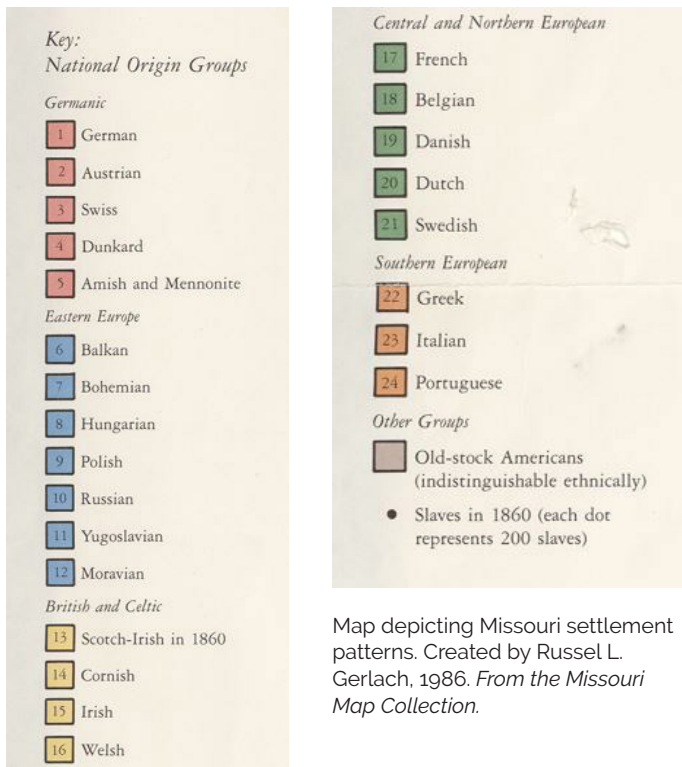 Key:
National Origin Groups
Germanic
1 German
2 Austrian
3 Swiss
4 Dunkard
5 Amish and Mennonite
Eastern Europe
6 Balkan
7 Bohemian
8 Hungarian
9 Polish
10 Russian
11 Yugoslavian
12 Moravian
British and Celtic
13 Scotch-Irish in 1860
14 Cornish
15 Irish
16 Welsh
Central and Northern European
17 French
18 Belgian
19 Danish
20 Dutch
21 Swedish
Southern European
22 Greek
23 Italian
24 Portuguese
Other Groups
Old-stock Americans
(indistinguishable ethnically)
Slaves in 1860 (each dot
represents 200 slaves)
Map depicting Missouri settlement
patterns. Created by Russel L.
Gerlach, 1986. From the Missouri
Map Collection.